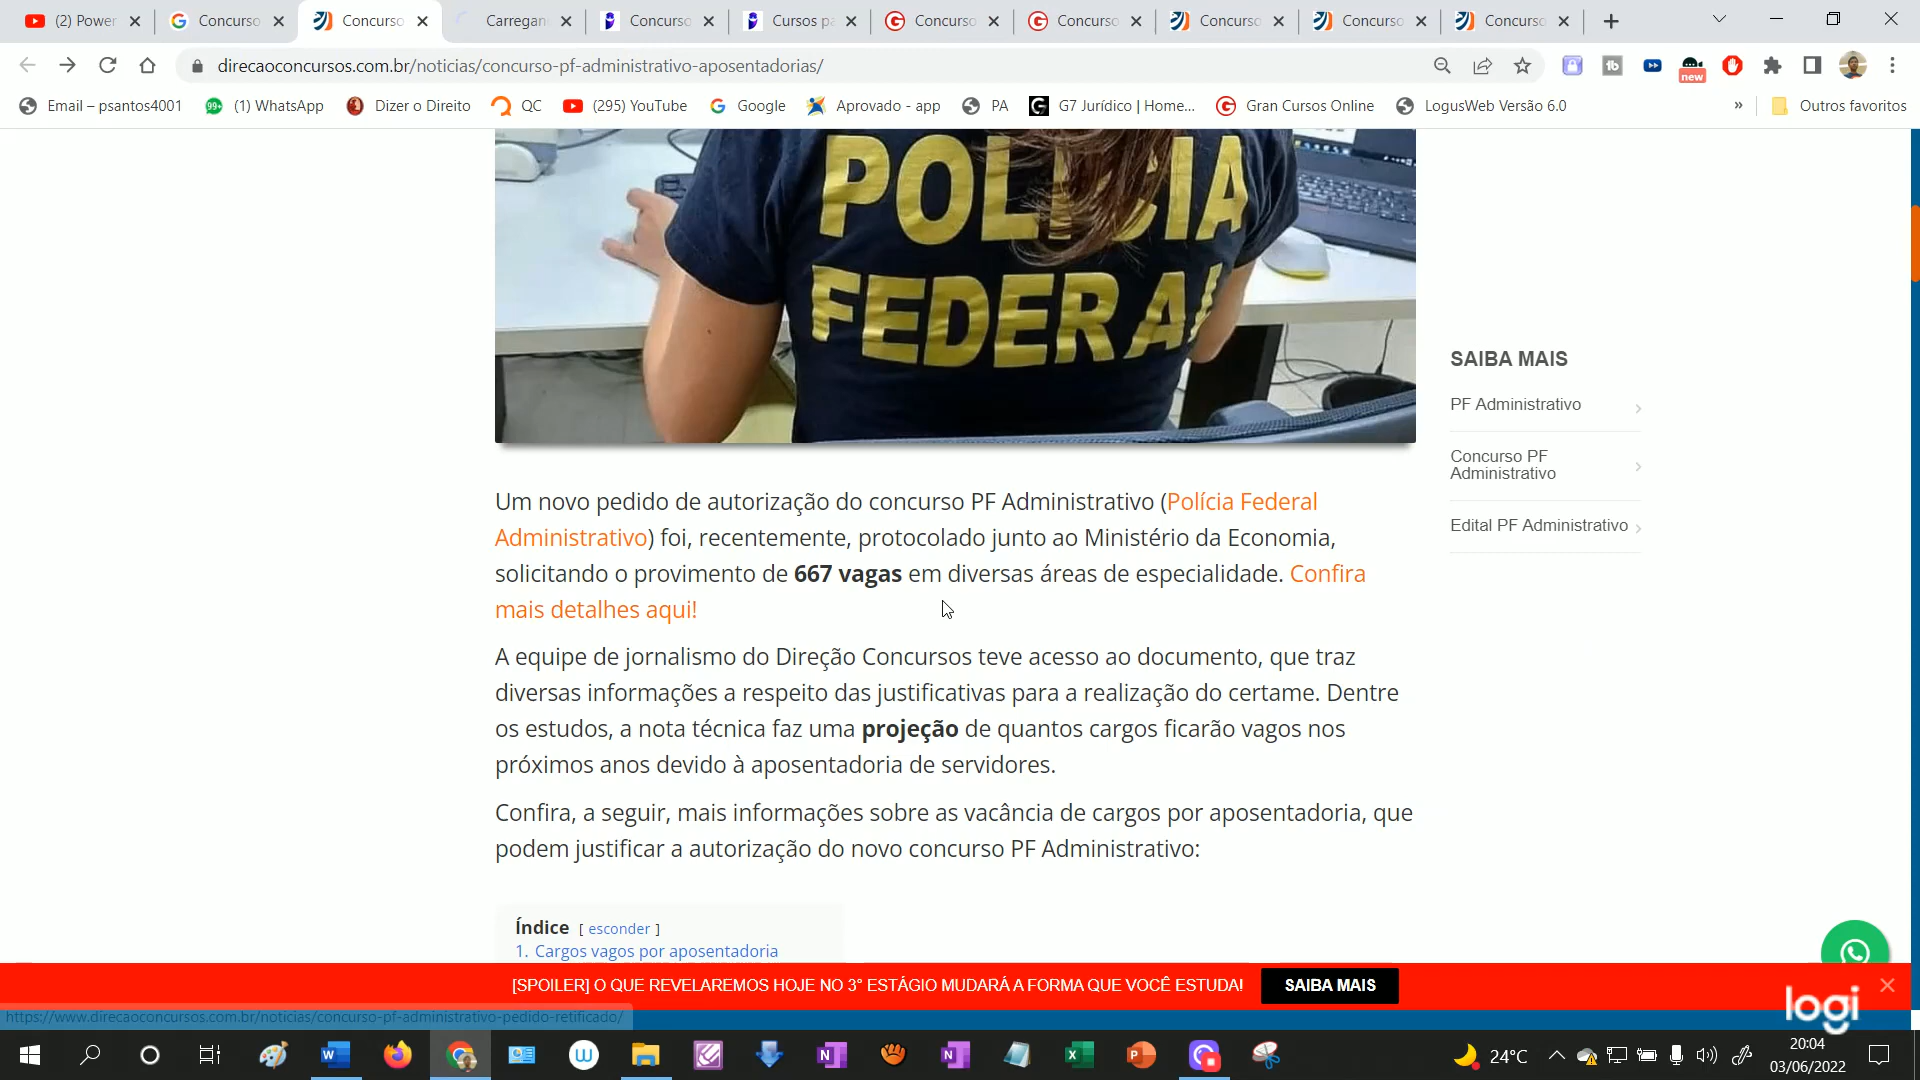 (2) Power
Concurso
Concurso
Carregan
Concurso
Cursos pa
Concurso
Concurso
Concurso
Concurso
Concurso
direcaoconcursos.com.br/noticias/concurso-pf-administrativo-aposentadorias/
new
Email – psantos4001
99+
(1) WhatsApp
Dizer o Direito
QC
(295) YouTube
Google
Aprovado - app
PA
G7 Jurídico | Home...
Gran Cursos Online
LogusWeb Versão 6.0
»
Outros favoritos
POLÍCIA
FEDERAL
SAIBA MAIS
PF Administrativo
Concurso PF
Administrativo
Edital PF Administrativo
Um novo pedido de autorização do concurso PF Administrativo (Polícia Federal
Administrativo) foi, recentemente, protocolado junto ao Ministério da Economia,
solicitando o provimento de 667 vagas em diversas áreas de especialidade. Confira
mais detalhes aqui!
A equipe de jornalismo do Direção Concursos teve acesso ao documento, que traz
diversas informações a respeito das justificativas para a realização do certame. Dentre
os estudos, a nota técnica faz uma projeção de quantos cargos ficarão vagos nos
próximos anos devido à aposentadoria de servidores.
Confira, a seguir, mais informações sobre as vacância de cargos por aposentadoria, que
podem justificar a autorização do novo concurso PF Administrativo:
Índice [ esconder ]
1. Cargos vagos por aposentadoria
[SPOILER] O QUE REVELAREMOS HOJE NO 3° ESTÁGIO MUDARÁ A FORMA QUE VOCÊ ESTUDA!
SAIBA MAIS
logi
https://www.direcaoconcursos.com.br/noticias/concurso-pf-administrativo-pedido-retificado/
24°C
20:04
03/06/2022